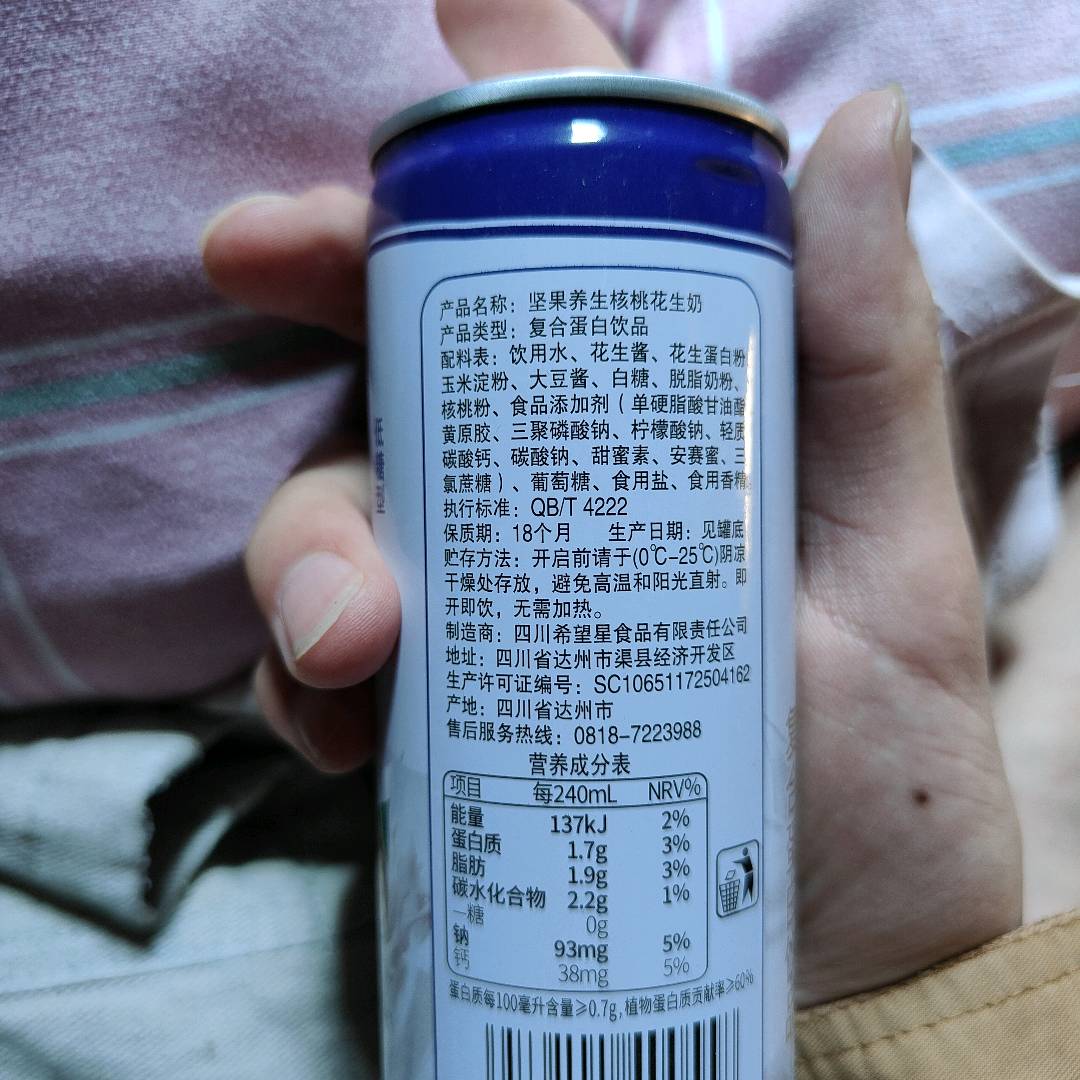 低糖型
产品名称：坚果养生核桃花生奶
产品类型：复合蛋白饮品
配料表：饮用水、花生酱、花生蛋白粉
玉米淀粉、大豆酱、白糖、脱脂奶粉、
核桃粉、食品添加剂（单硬脂酸甘油酯
黄原胶、三聚磷酸钠、柠檬酸钠、轻质
碳酸钙、碳酸钠、甜蜜素、安赛蜜、三
氯蔗糖）、葡萄糖、食用盐、食用香精
执行标准：QB/T 4222
保质期：18个月 生产日期：见罐底
贮存方法：开启前请于(0℃-25℃)阴凉
干燥处存放，避免高温和阳光直射。即
开即饮，无需加热。
制造商：四川希望星食品有限责任公司
地址：四川省达州市渠县经济开发区
生产许可证编号：SC10651172504162
产地：四川省达州市
售后服务热线：0818-7223988
营养成分表
项目 每240mL NRV%
能量 137kJ 2%
蛋白质 1.7g 3%
脂肪 1.9g 3%
碳水化合物 2.2g 1%
—糖 0g
钠 93mg 5%
钙 38mg 5%
蛋白质每100毫升含量≥0.7g,植物蛋白质贡献率≥60%